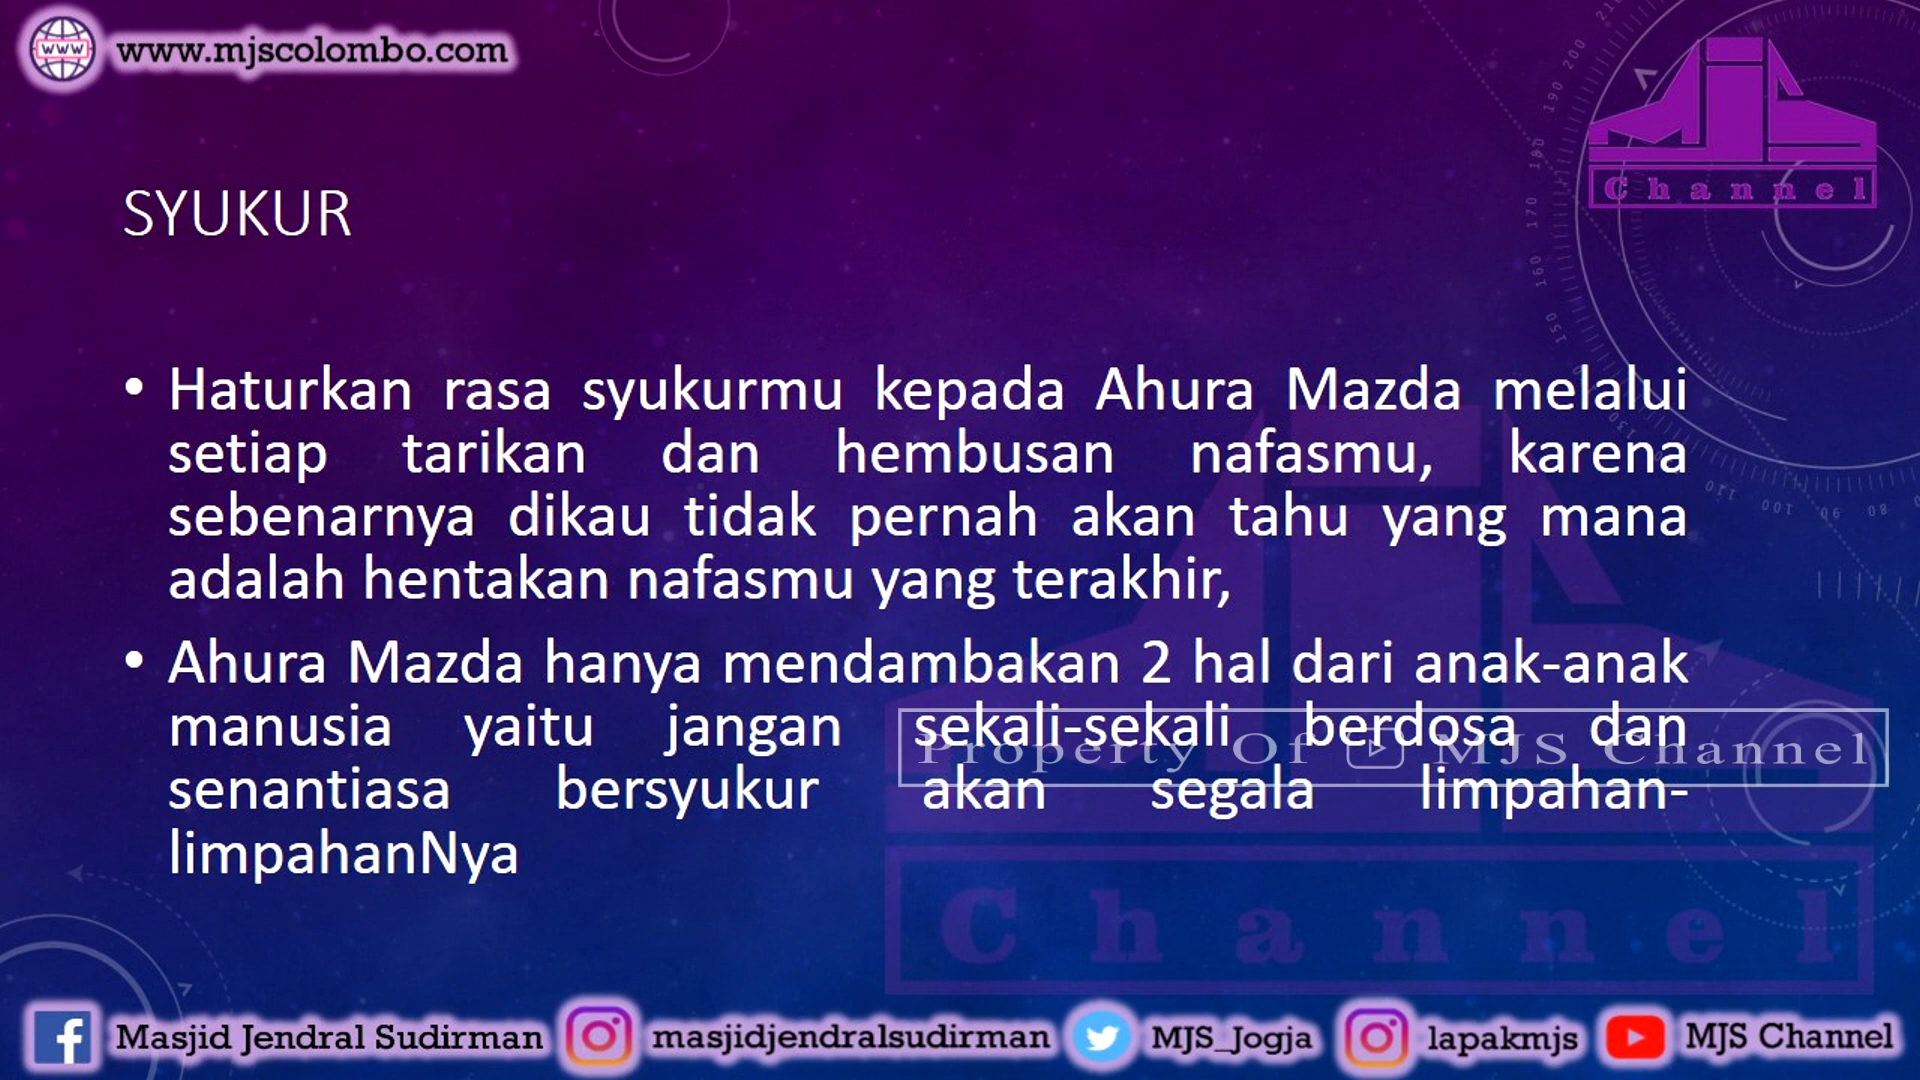 www.mjscolombo.com
MJS
Channel
SYUKUR
• Haturkan rasa syukurmu kepada Ahura Mazda melalui
setiap tarikan dan hembusan nafasmu, karena
sebenarnya dikau tidak pernah akan tahu yang mana
adalah hentakan nafasmu yang terakhir,
• Ahura Mazda hanya mendambakan 2 hal dari anak-anak
manusia yaitu jangan sekali-sekali berdosa dan
senantiasa bersyukur akan segala limpahan-
limpahanNya
Property Of MJS Channel
Channel
Masjid Jendral Sudirman masjidjendralsudirman MJS_Jogja lapakmjs MJS Channel